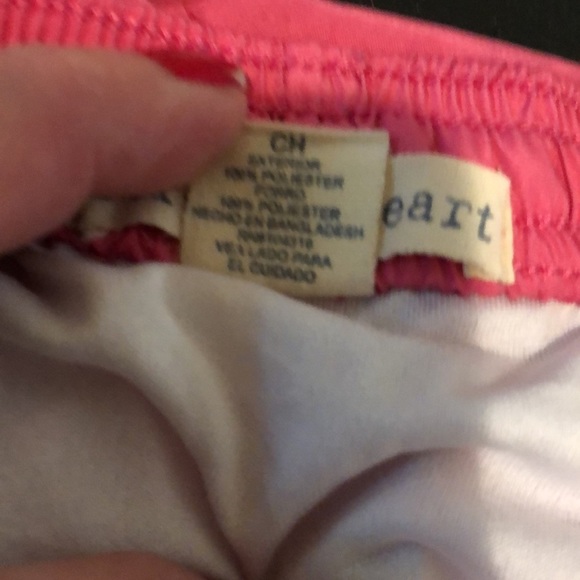 CH
EXTERIOR
100% POLIESTER
FORRO
100% POLIESTER
HECHO EN BANGLADESH
VEA LADO PARA
EL CUIDADO
eart